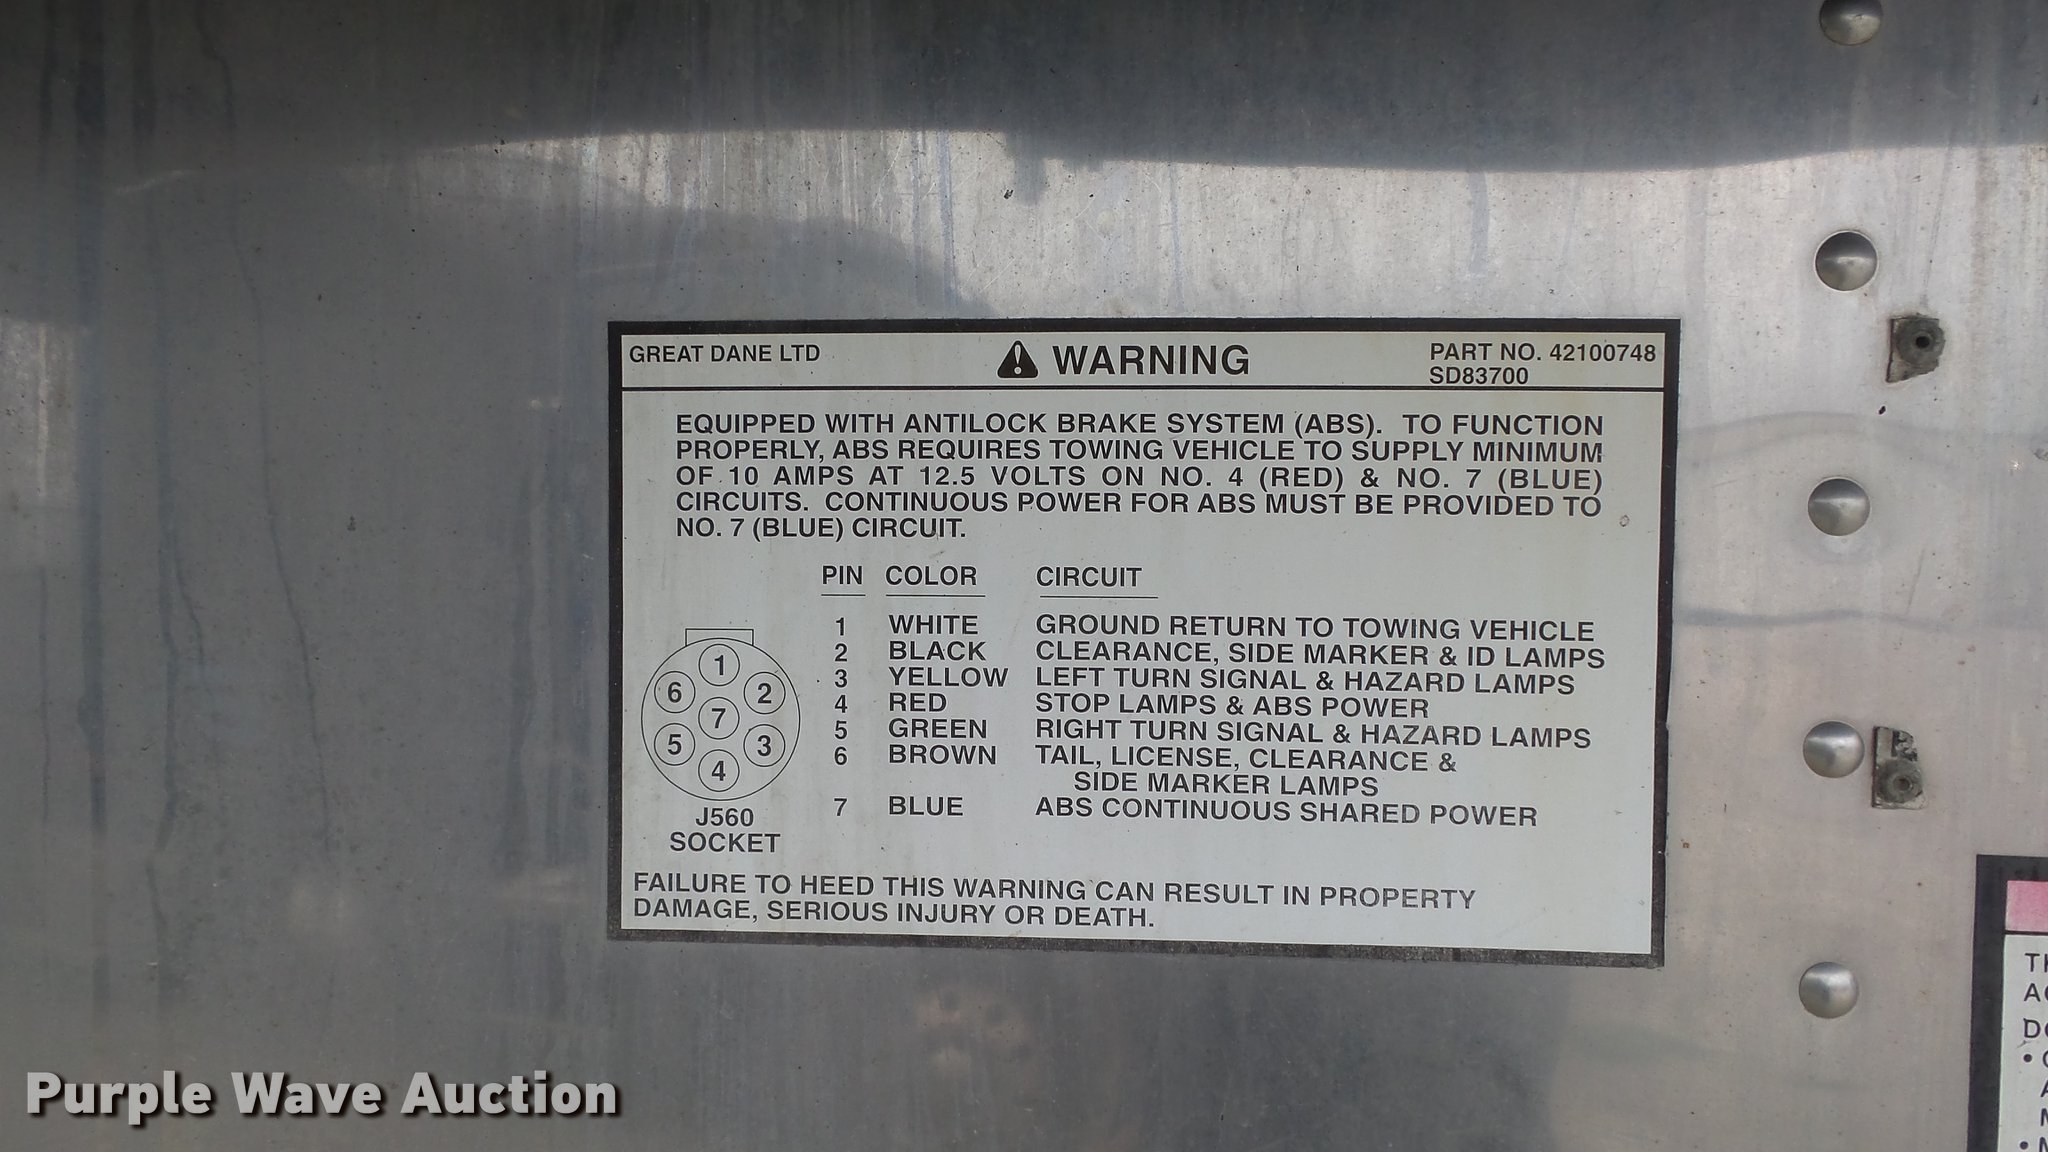 GREAT DANE LTD
WARNING
PART NO. 42100748
SD83700
EQUIPPED WITH ANTILOCK BRAKE SYSTEM (ABS). TO FUNCTION
PROPERLY, ABS REQUIRES TOWING VEHICLE TO SUPPLY MINIMUM
OF 10 AMPS AT 12.5 VOLTS ON NO. 4 (RED) & NO. 7 (BLUE)
CIRCUITS. CONTINUOUS POWER FOR ABS MUST BE PROVIDED TO
NO. 7 (BLUE) CIRCUIT.
PIN COLOR CIRCUIT
1 WHITE GROUND RETURN TO TOWING VEHICLE
2 BLACK CLEARANCE, SIDE MARKER & ID LAMPS
3 YELLOW LEFT TURN SIGNAL & HAZARD LAMPS
4 RED STOP LAMPS & ABS POWER
5 GREEN RIGHT TURN SIGNAL & HAZARD LAMPS
6 BROWN TAIL, LICENSE, CLEARANCE &
SIDE MARKER LAMPS
7 BLUE ABS CONTINUOUS SHARED POWER
1
6 2
7
5 3
4
J560
SOCKET
FAILURE TO HEED THIS WARNING CAN RESULT IN PROPERTY
DAMAGE, SERIOUS INJURY OR DEATH.
Purple Wave Auction